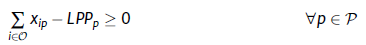 ∑_{i∈𝒪} x_{ip} − LPP_p ≥ 0 ∀p ∈ 𝒫